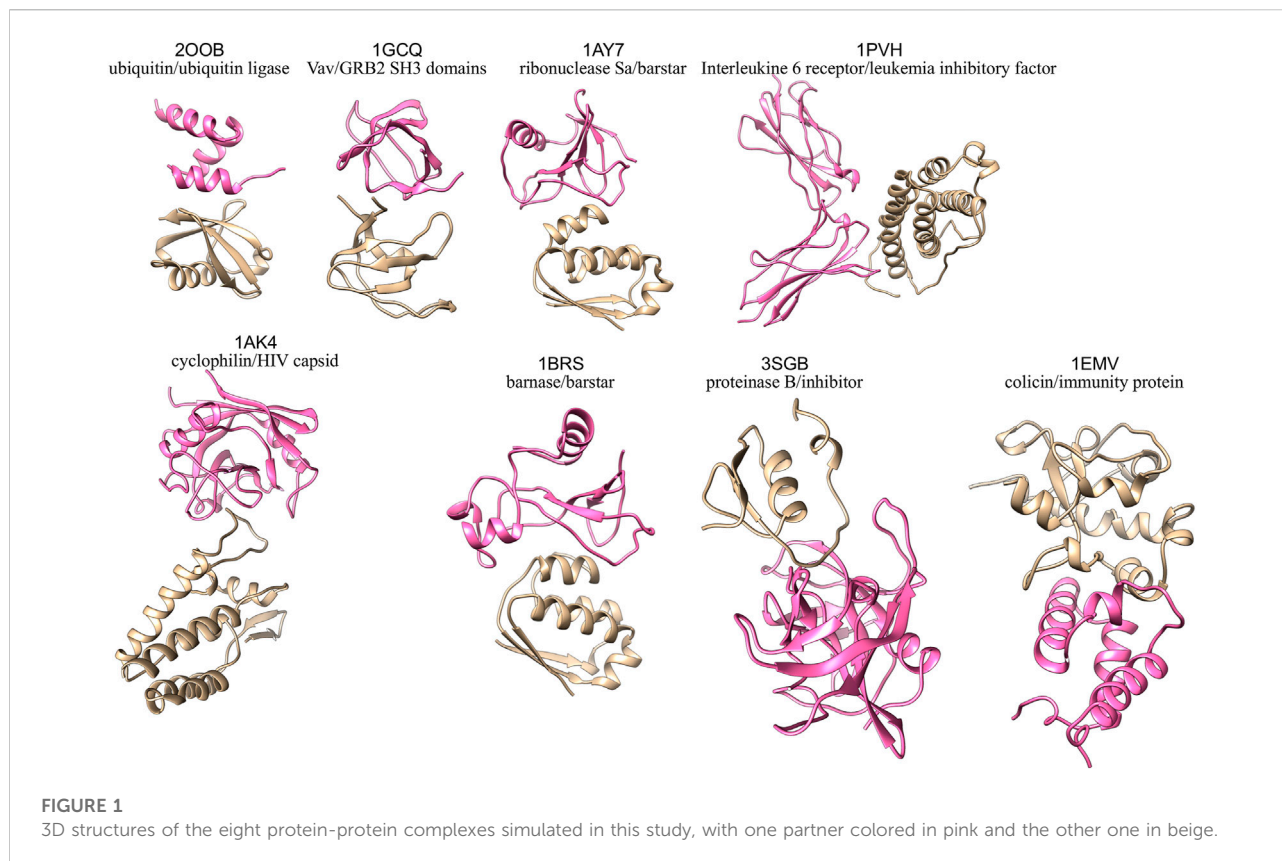 2OOB
ubiquitin/ubiquitin ligase
1GCQ
Vav/GRB2 SH3 domains
1AY7
ribonuclease Sa/barstar
1PVH
Interleukine 6 receptor/leukemia inhibitory factor
1AK4
cyclophilin/HIV capsid
1BRS
barnase/barstar
3SGB
proteinase B/inhibitor
1EMV
colicin/immunity protein
FIGURE 1
3D structures of the eight protein-protein complexes simulated in this study, with one partner colored in pink and the other one in beige.